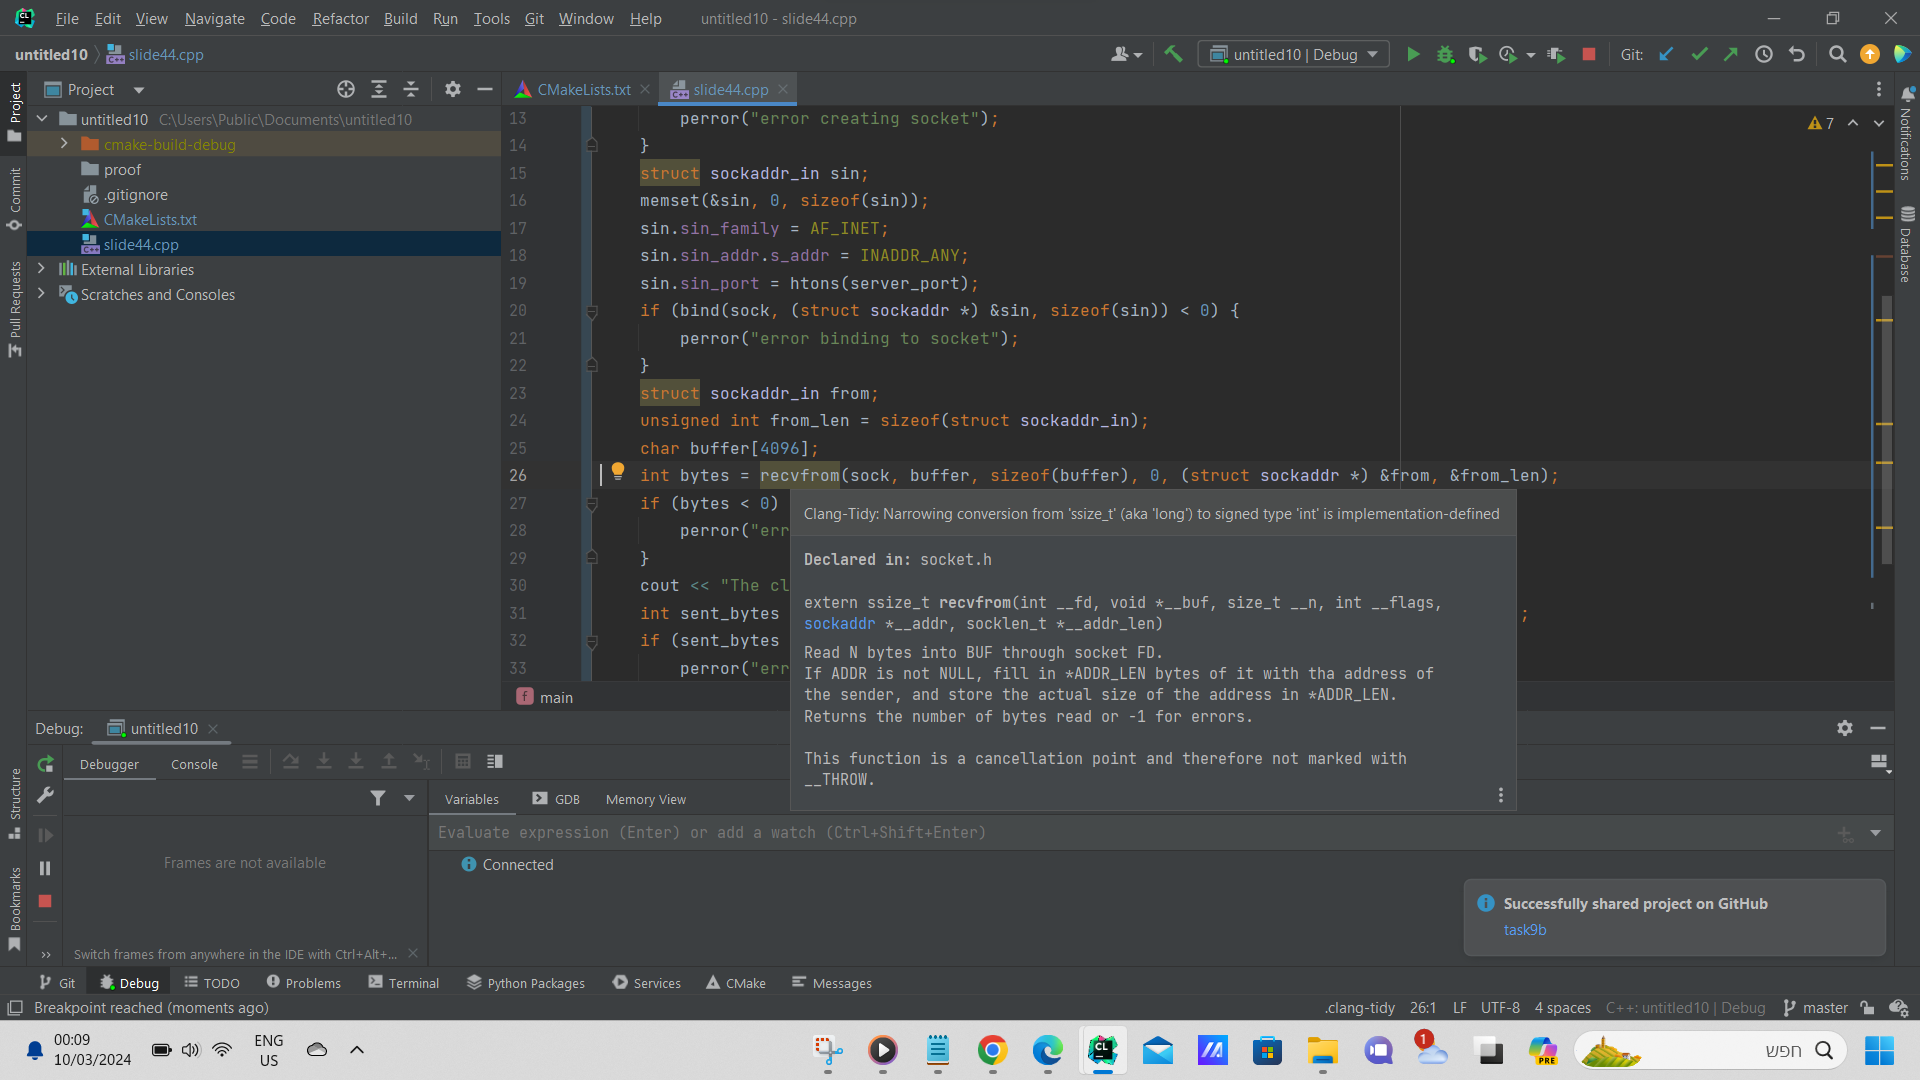 File Edit View Navigate Code Refactor Build Run Tools Git Window Help untitled10 - slide44.cpp
untitled10 slide44.cpp untitled10 | Debug Git:
Project CMakeLists.txt slide44.cpp
untitled10 C:\Users\Public\Documents\untitled10
cmake-build-debug
proof
.gitignore
CMakeLists.txt
slide44.cpp
External Libraries
Scratches and Consoles
Project
Commit
Pull Requests
Structure
Bookmarks
Notifications
Database
7
13 perror("error creating socket");
14 }
15 struct sockaddr_in sin;
16 memset(&sin, 0, sizeof(sin));
17 sin.sin_family = AF_INET;
18 sin.sin_addr.s_addr = INADDR_ANY;
19 sin.sin_port = htons(server_port);
20 if (bind(sock, (struct sockaddr *) &sin, sizeof(sin)) < 0) {
21 perror("error binding to socket");
22 }
23 struct sockaddr_in from;
24 unsigned int from_len = sizeof(struct sockaddr_in);
25 char buffer[4096];
26 int bytes = recvfrom(sock, buffer, sizeof(buffer), 0, (struct sockaddr *) &from, &from_len);
27 if (bytes < 0)
28 perror("err
29 }
30 cout << "The cl
31 int sent_bytes ;
32 if (sent_bytes
33 perror("err
main
Clang-Tidy: Narrowing conversion from 'ssize_t' (aka 'long') to signed type 'int' is implementation-defined
Declared in: socket.h
extern ssize_t recvfrom(int __fd, void *__buf, size_t __n, int __flags,
sockaddr *__addr, socklen_t *__addr_len)
Read N bytes into BUF through socket FD.
If ADDR is not NULL, fill in *ADDR_LEN bytes of it with tha address of
the sender, and store the actual size of the address in *ADDR_LEN.
Returns the number of bytes read or -1 for errors.
This function is a cancellation point and therefore not marked with
__THROW.
Debug: untitled10
Debugger Console
Variables GDB Memory View
Evaluate expression (Enter) or add a watch (Ctrl+Shift+Enter)
Frames are not available
Connected
Switch frames from anywhere in the IDE with Ctrl+Alt+...
Successfully shared project on GitHub
task9b
Git Debug TODO Problems Terminal Python Packages Services CMake Messages
Breakpoint reached (moments ago) .clang-tidy 26:1 LF UTF-8 4 spaces C++: untitled10 | Debug master
00:09
10/03/2024
ENG
US
CL
1
PRE
חפש